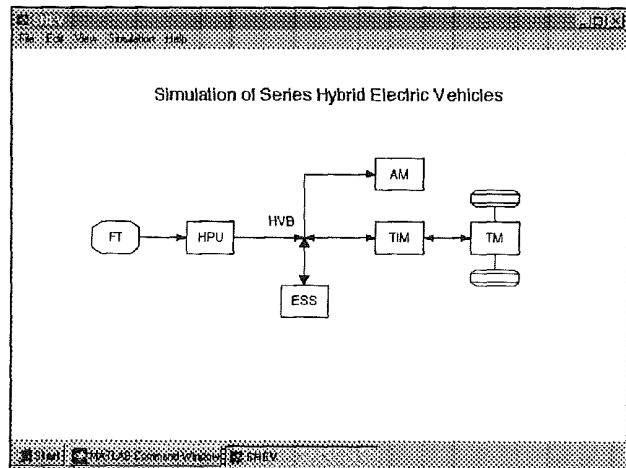 SHEV
File Edit View Simulation Help
Simulation of Series Hybrid Electric Vehicles
AM
HVB
FT HPU TIM TM
ESS
Start MATLAB Command Window SHEV